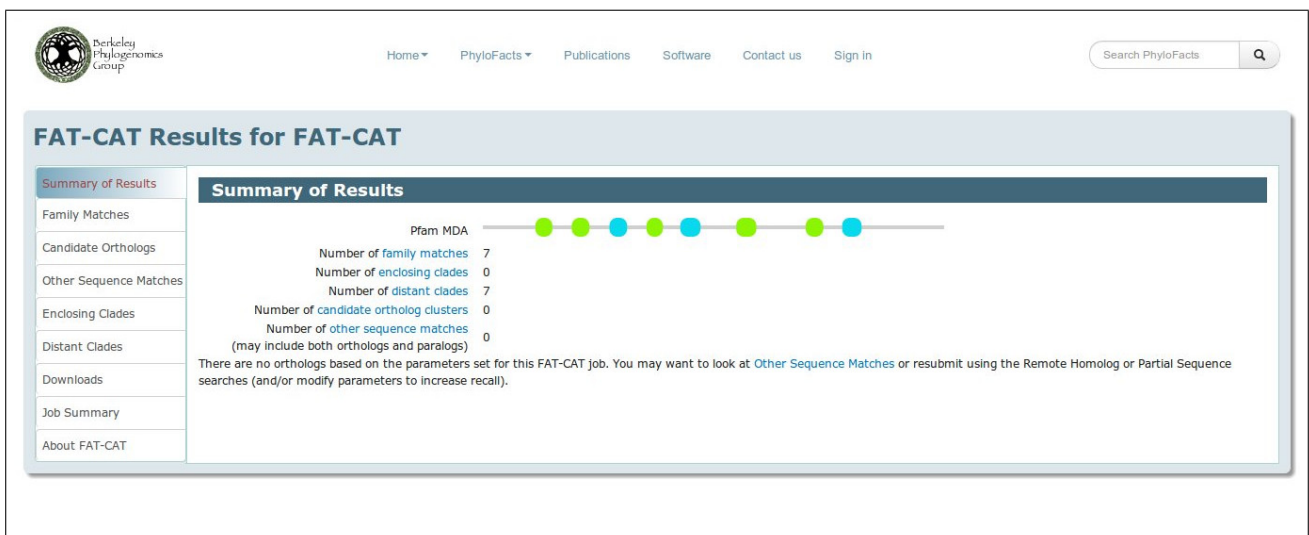 Berkeley
Phylogenomics
Group
Home PhyloFacts Publications Software Contact us Sign in
Search PhyloFacts
FAT-CAT Results for FAT-CAT
Summary of Results
Family Matches
Candidate Orthologs
Other Sequence Matches
Enclosing Clades
Distant Clades
Downloads
Job Summary
About FAT-CAT
Summary of Results
Pfam MDA
Number of family matches 7
Number of enclosing clades 0
Number of distant clades 7
Number of candidate ortholog clusters 0
Number of other sequence matches
(may include both orthologs and paralogs) 0
There are no orthologs based on the parameters set for this FAT-CAT job. You may want to look at Other Sequence Matches or resubmit using the Remote Homolog or Partial Sequence
searches (and/or modify parameters to increase recall).